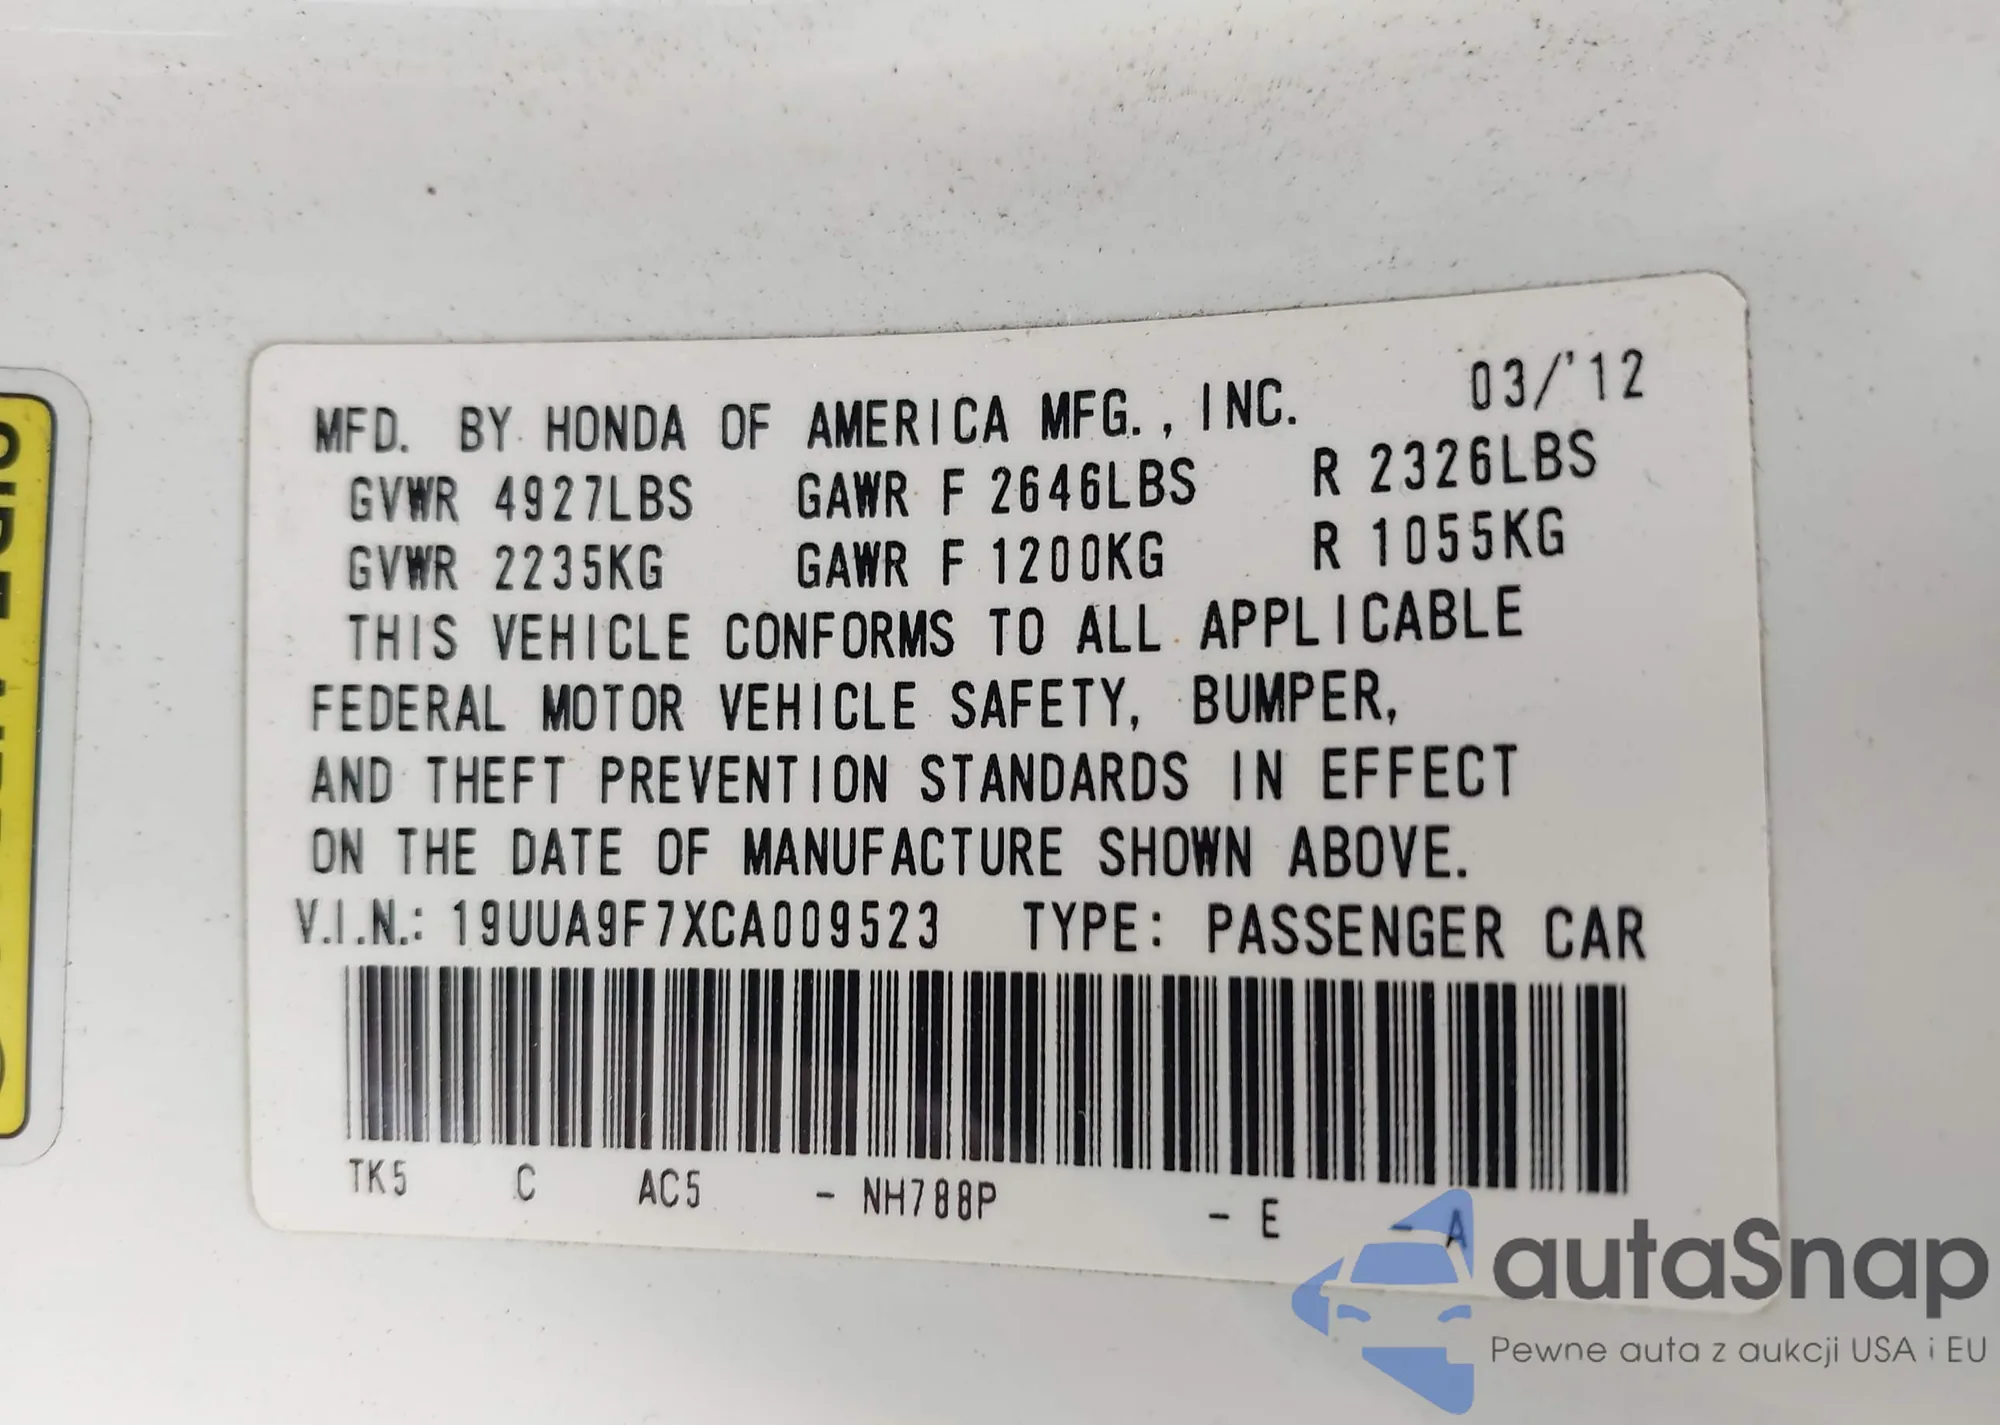 MFD. BY HONDA OF AMERICA MFG., INC. 03/'12
GVWR 4927LBS GAWR F 2646LBS R 2326LBS
GVWR 2235KG GAWR F 1200KG R 1055KG
THIS VEHICLE CONFORMS TO ALL APPLICABLE
FEDERAL MOTOR VEHICLE SAFETY, BUMPER,
AND THEFT PREVENTION STANDARDS IN EFFECT
ON THE DATE OF MANUFACTURE SHOWN ABOVE.
V.I.N.: 19UUA9F7XCA009523 TYPE: PASSENGER CAR
TK5 C AC5 - NH788P - E - A
autaSnap
Pewne auta z aukcji USA i EU